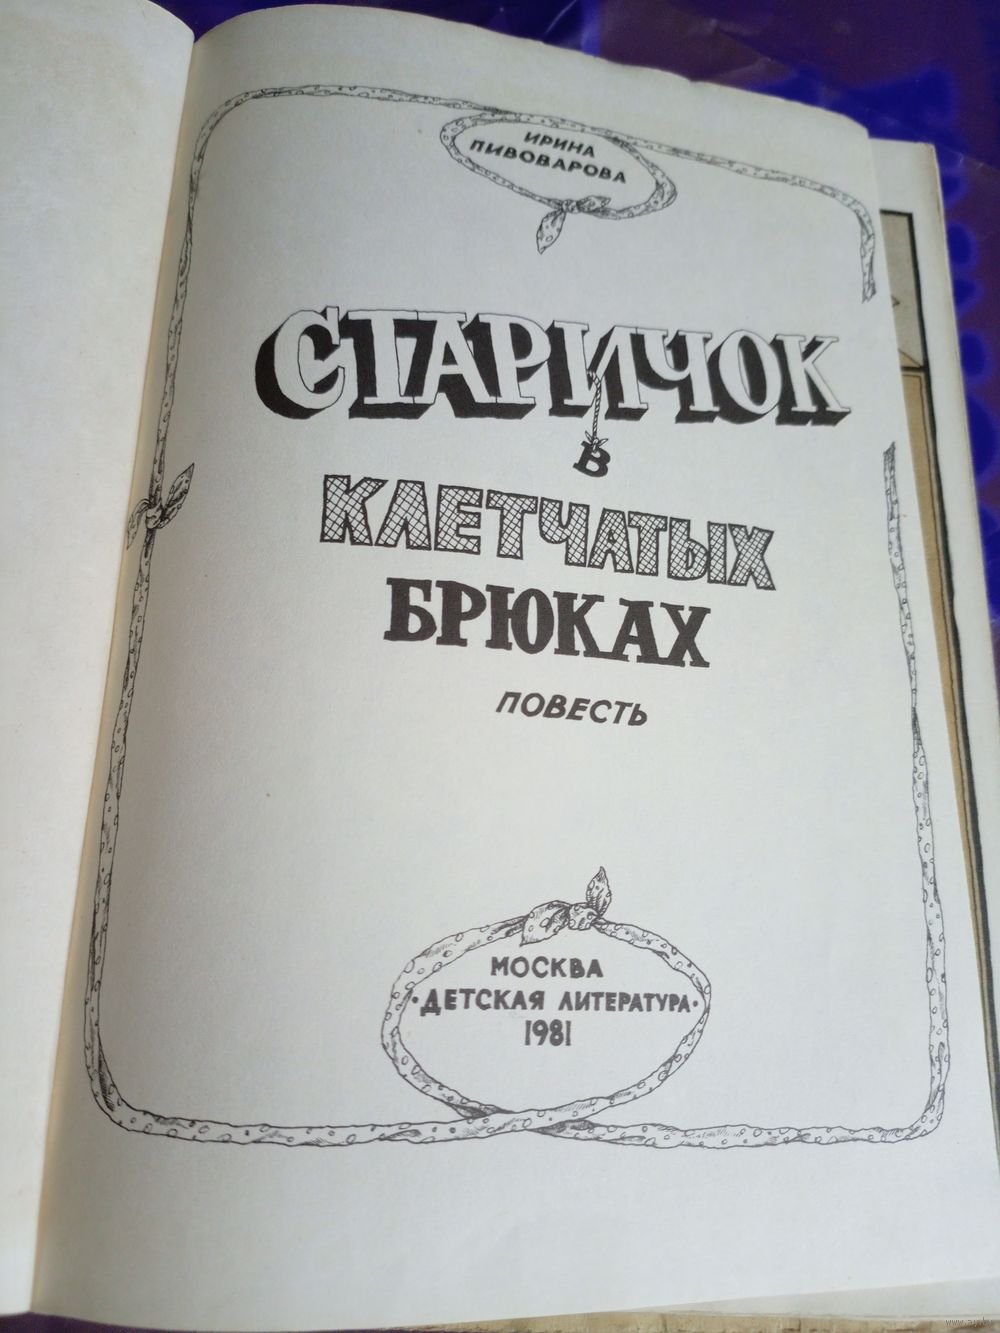 ИРИНА
ПИВОВАРОВА
СТАРИЧОК
В
КЛЕТЧАТЫХ
БРЮКАХ
ПОВЕСТЬ
МОСКВА
·ДЕТСКАЯ ЛИТЕРАТУРА·
1981